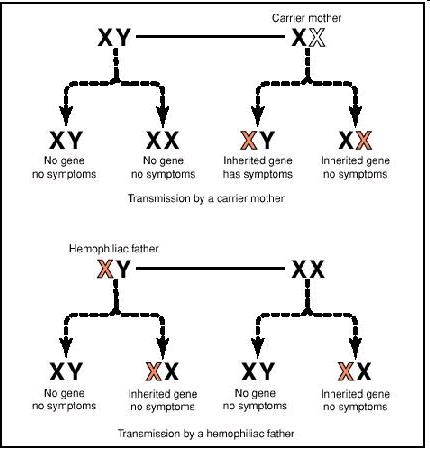 Carrier mother
XY XX
XY XX XY XX
No gene No gene Inherited gene Inherited gene
no symptoms no symptoms has symptoms no symptoms
Transmission by a carrier mother
Hemophiliac father
XY XX
XY XX XY XX
No gene Inherited gene No gene Inherited gene
no symptoms no symptoms no symptoms no symptoms
Transmission by a hemophiliac father